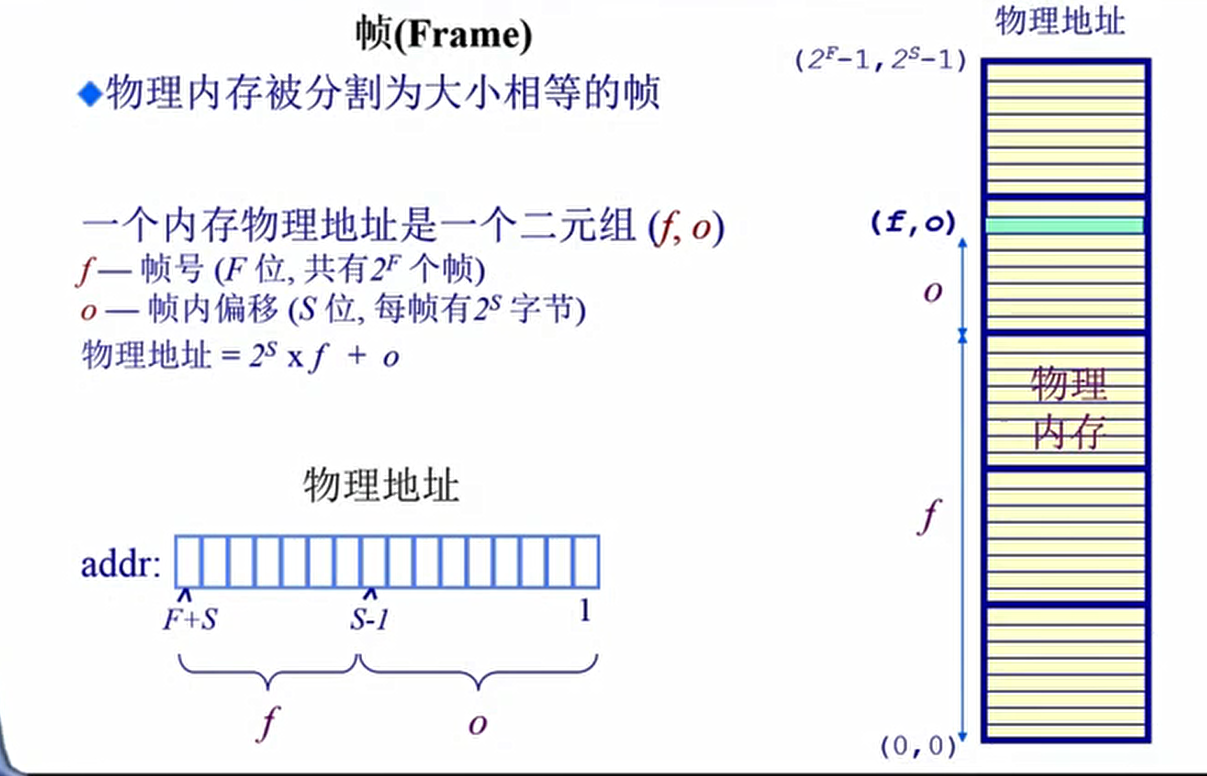 帧(Frame)
物理内存被分割为大小相等的帧
一个内存物理地址是一个二元组 (f, o)
f — 帧号 (F 位, 共有2^F 个帧)
o — 帧内偏移 (S 位, 每帧有2^S 字节)
物理地址 = 2^S x f + o
物理地址
addr:
F+S
S-1
1
f
o
物理地址
(2^F-1,2^S-1)
(f,o)
o
物理
内存
f
(0,0)